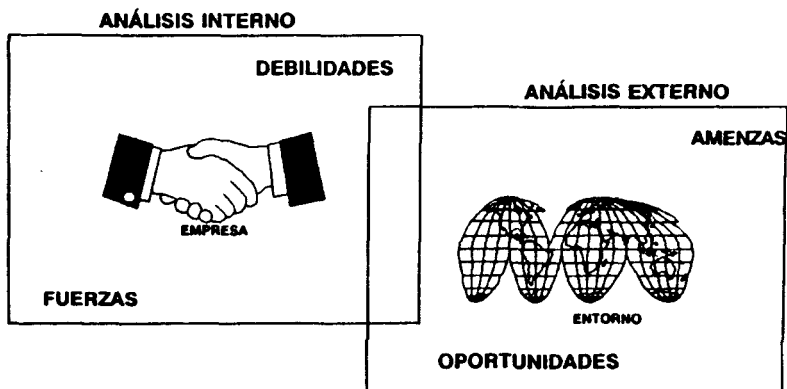 ANÁLISIS INTERNO
DEBILIDADES
EMPRESA
FUERZAS
ANÁLISIS EXTERNO
AMENZAS
ENTORNO
OPORTUNIDADES